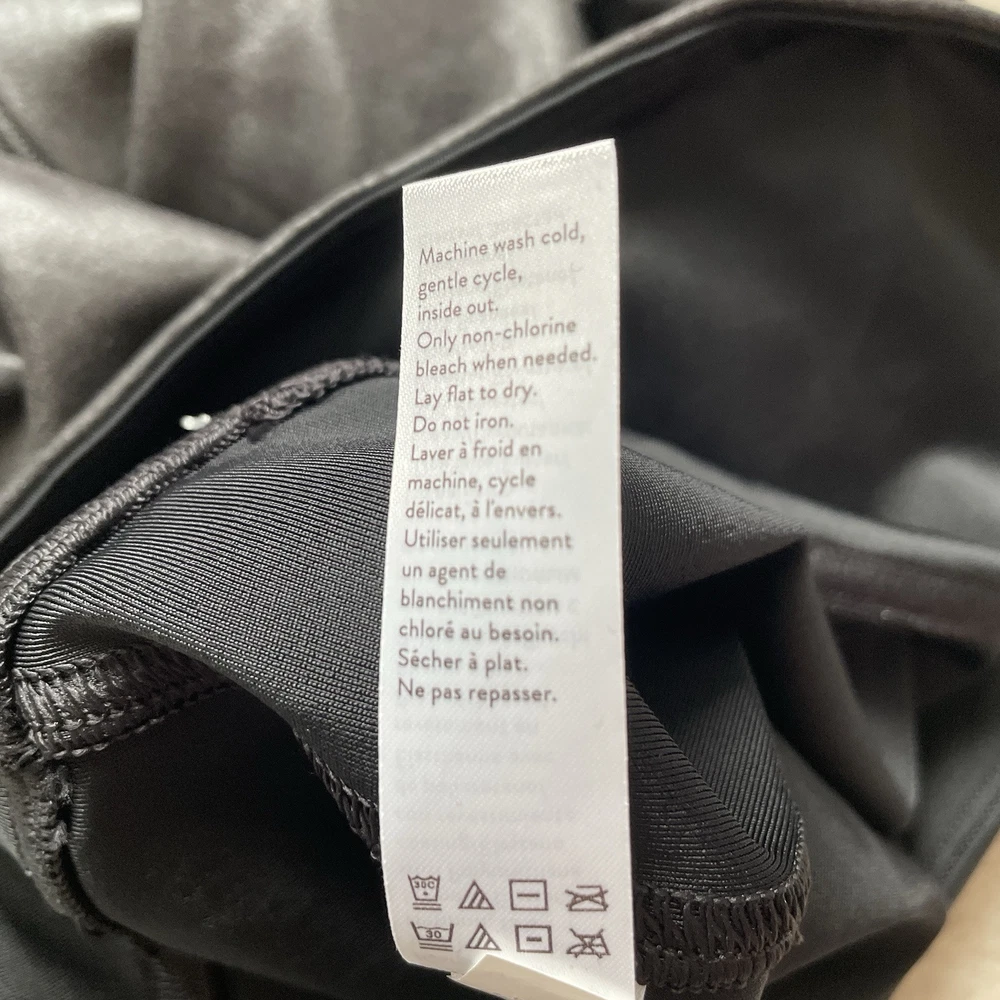 Machine wash cold,
gentle cycle,
inside out.
Only non-chlorine
bleach when needed.
Lay flat to dry.
Do not iron.
Laver à froid en
machine, cycle
délicat, à l'envers.
Utiliser seulement
un agent de
blanchiment non
chloré au besoin.
Sécher à plat.
Ne pas repasser.
30C
30